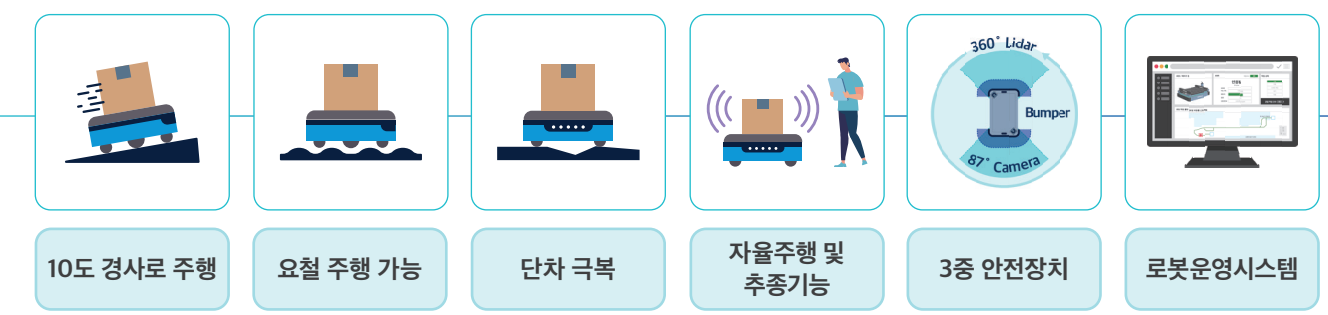 360° Lidar
Bumper
87° Camera
10도 경사로 주행
요철 주행 가능
단차 극복
자율주행 및
추종기능
3중 안전장치
로봇운영시스템